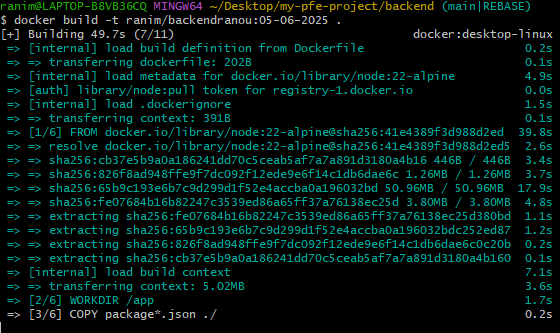 ranim@LAPTOP-B8VB36CQ MINGW64 ~/Desktop/my-pfe-project/backend (main|REBASE)
$ docker build -t ranim/backendranou:05-06-2025 .
[+] Building 49.7s (7/11) docker:desktop-linux
=> [internal] load build definition from Dockerfile 0.2s
=> => transferring dockerfile: 202B 0.1s
=> [internal] load metadata for docker.io/library/node:22-alpine 4.9s
=> [auth] library/node:pull token for registry-1.docker.io 0.0s
=> [internal] load .dockerignore 1.5s
=> => transferring context: 391B 0.1s
=> [1/6] FROM docker.io/library/node:22-alpine@sha256:41e4389f3d988d2ed 39.8s
=> => resolve docker.io/library/node:22-alpine@sha256:41e4389f3d988d2ed5 2.6s
=> => sha256:cb37e5b9a0a186241dd70c5ceab5af7a7a891d3180a4b16 446B / 446B 3.4s
=> => sha256:826f8ad948ffe9f7dc092f12ede9e6f14c1db6dae6c 1.26MB / 1.26MB 3.7s
=> => sha256:65b9c193e6b7c9d299d1f52e4accba0a196032bd 50.96MB / 50.96MB 17.9s
=> => sha256:fe07684b16b82247c3539ed86a65ff37a76138ec25d 3.80MB / 3.80MB 4.8s
=> => extracting sha256:fe07684b16b82247c3539ed86a65ff37a76138ec25d380bd 1.1s
=> => extracting sha256:65b9c193e6b7c9d299d1f52e4accba0a196032bdc252ed87 1.2s
=> => extracting sha256:826f8ad948ffe9f7dc092f12ede9e6f14c1db6dae6c0c20b 0.2s
=> => extracting sha256:cb37e5b9a0a186241dd70c5ceab5af7a7a891d3180a4b160 0.1s
=> [internal] load build context 7.1s
=> => transferring context: 5.02MB 3.6s
=> [2/6] WORKDIR /app 1.7s
=> [3/6] COPY package*.json ./ 0.2s